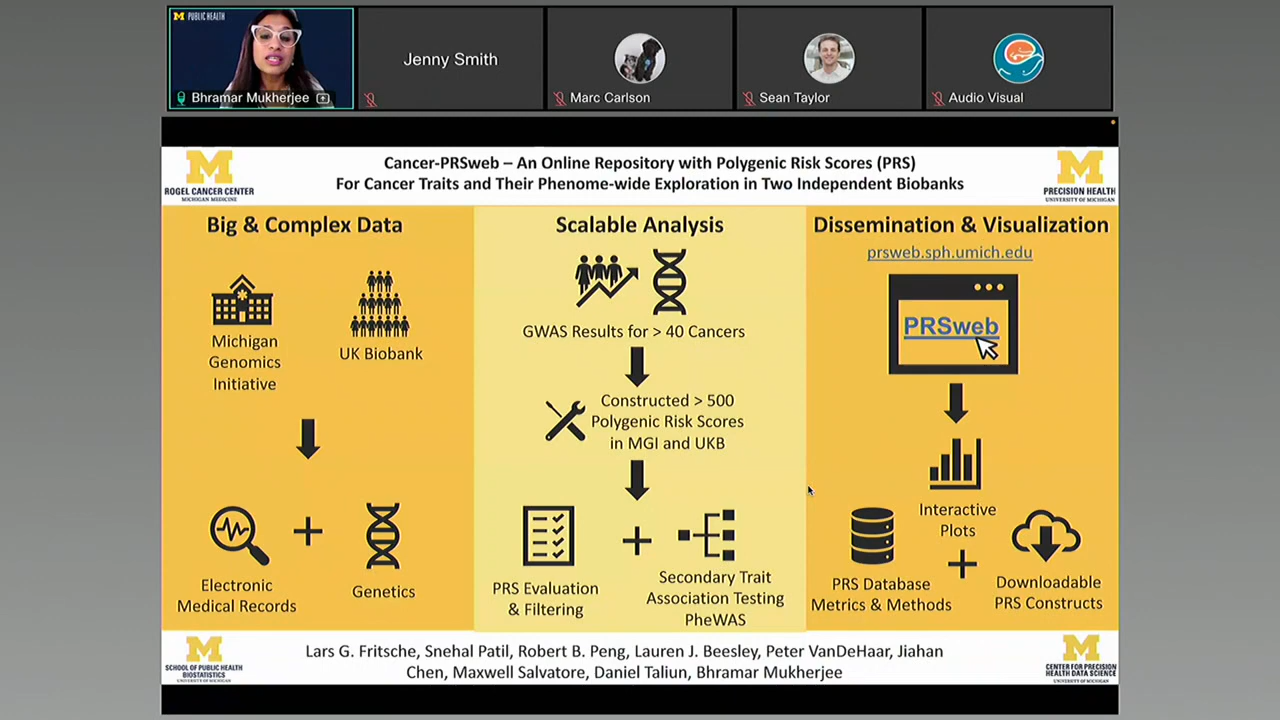 M PUBLIC HEALTH
Bhramar Mukherjee
Jenny Smith
Marc Carlson
Sean Taylor
Audio Visual
M
ROGEL CANCER CENTER
MICHIGAN MEDICINE
Cancer-PRSweb – An Online Repository with Polygenic Risk Scores (PRS)
For Cancer Traits and Their Phenome-wide Exploration in Two Independent Biobanks
M
PRECISION HEALTH
UNIVERSITY OF MICHIGAN
Big & Complex Data
Michigan
Genomics
Initiative
UK Biobank
+
Electronic
Medical Records
Genetics
Scalable Analysis
GWAS Results for > 40 Cancers
Constructed > 500
Polygenic Risk Scores
in MGI and UKB
+
PRS Evaluation
& Filtering
Secondary Trait
Association Testing
PheWAS
Dissemination & Visualization
prsweb.sph.umich.edu
PRSweb
Interactive
Plots
+
PRS Database
Metrics & Methods
Downloadable
PRS Constructs
M
SCHOOL OF PUBLIC HEALTH
BIOSTATISTICS
UNIVERSITY OF MICHIGAN
Lars G. Fritsche, Snehal Patil, Robert B. Peng, Lauren J. Beesley, Peter VanDeHaar, Jiahan
Chen, Maxwell Salvatore, Daniel Taliun, Bhramar Mukherjee
M
CENTER FOR PRECISION
HEALTH DATA SCIENCE
UNIVERSITY OF MICHIGAN